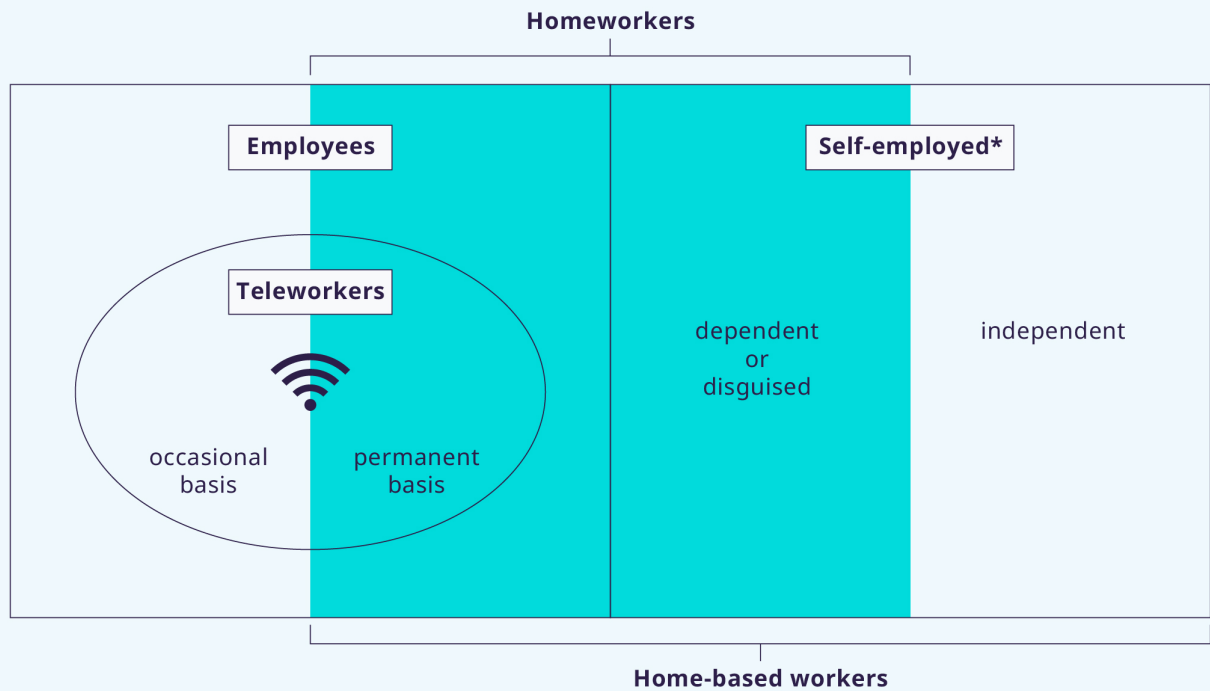 Homeworkers
Employees
Self-employed*
Teleworkers
dependent
or
disguised
independent
occasional
basis
permanent
basis
Home-based workers